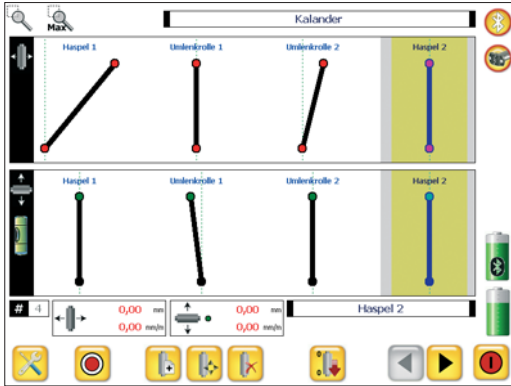 Max
Kalander
Haspel 1 Umlenkrolle 1 Umlenkrolle 2 Haspel 2
Haspel 1 Umlenkrolle 1 Umlenkrolle 2 Haspel 2
# 4 0,00 mm 0,00 mm Haspel 2
0,00 mm/m 0,00 mm/m